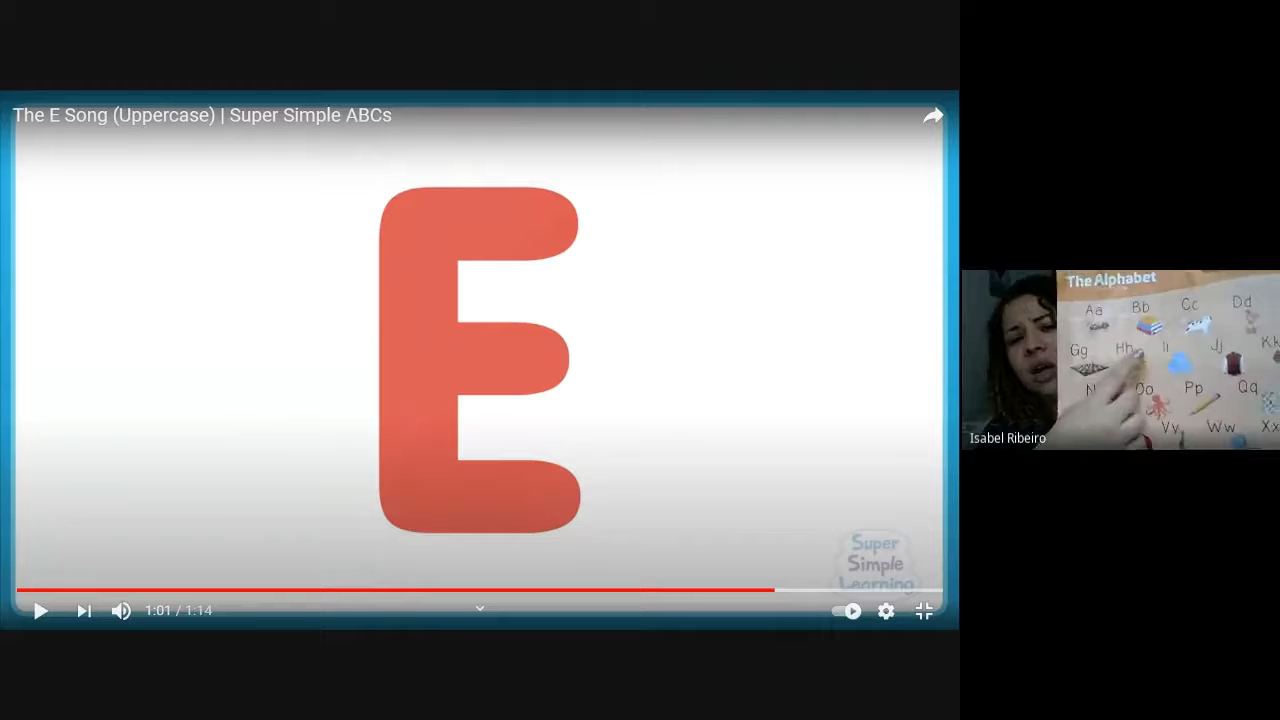 The E Song (Uppercase) | Super Simple ABCs
E
Super
Simple
Learning
1:01 / 1:14
The Alphabet
Aa Bb Cc Dd
Gg Hh Ii Jj Kk
Oo Pp Qq
Vv Ww Xx
Isabel Ribeiro